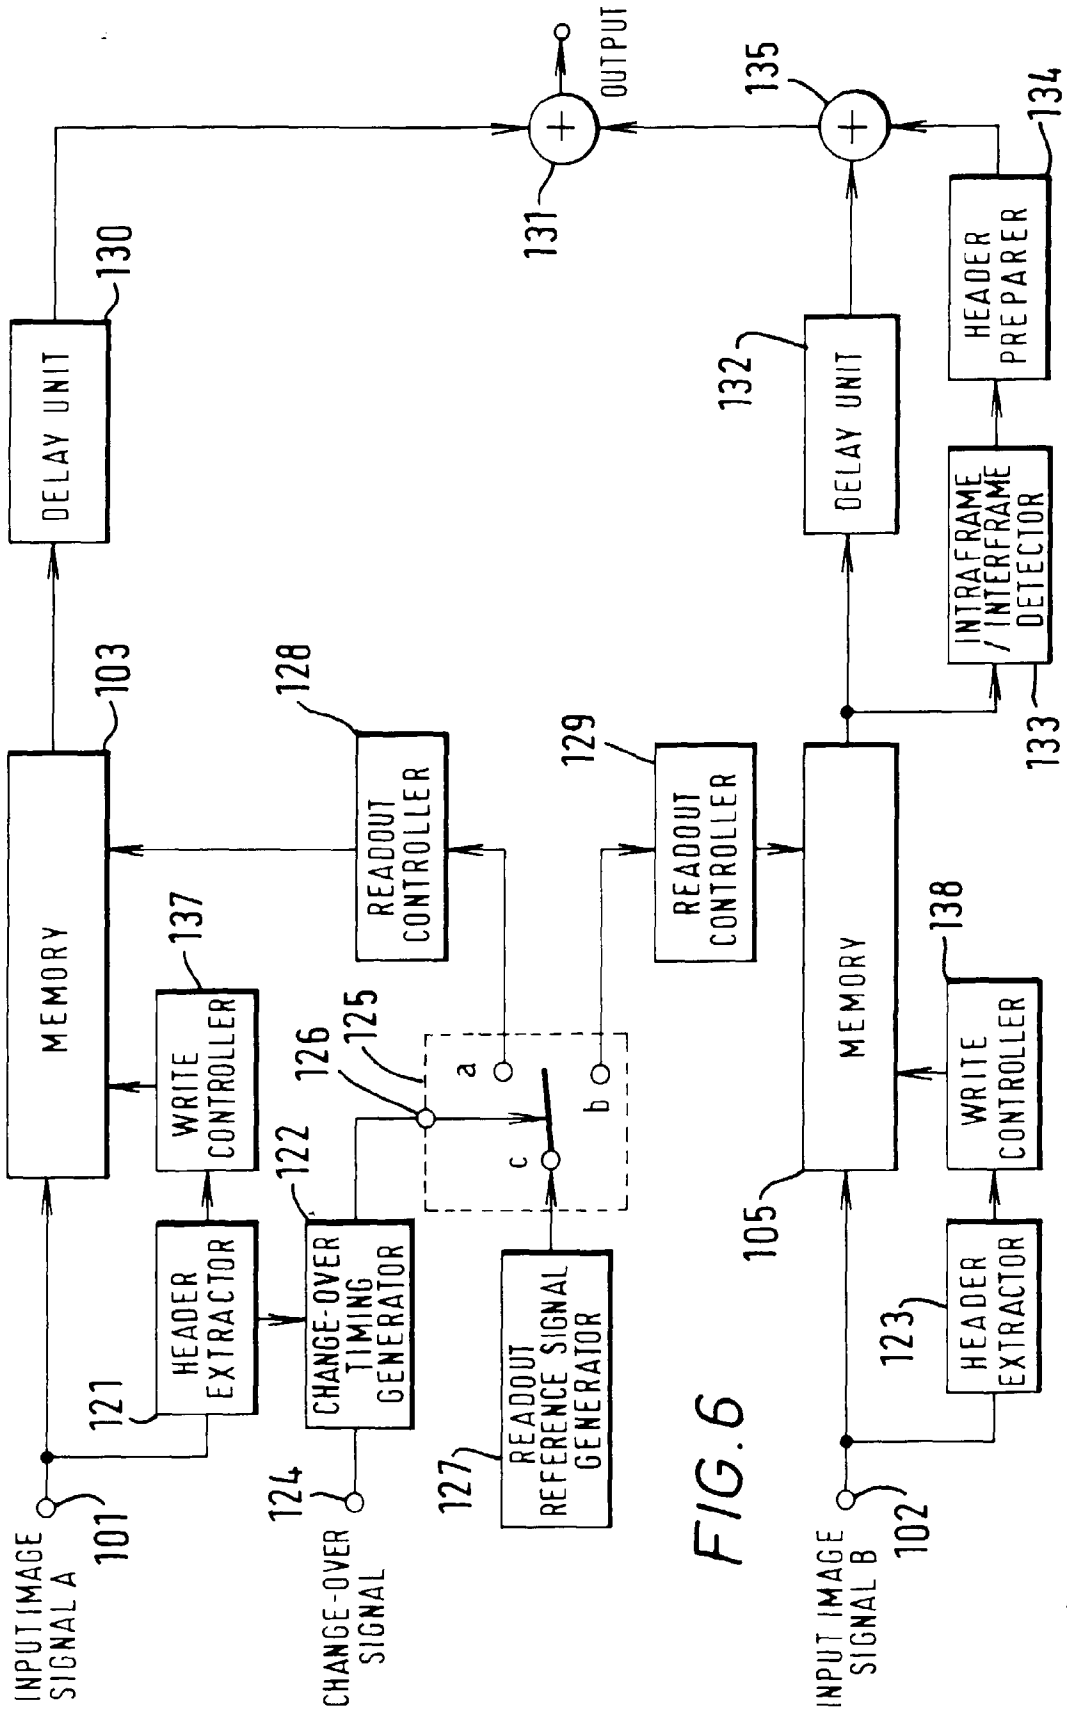 INPUT IMAGE
SIGNAL A
101
121
HEADER
EXTRACTOR
137
WRITE
CONTROLLER
MEMORY
103
DELAY UNIT
130
CHANGE-OVER
SIGNAL
124
CHANGE-OVER
TIMING
GENERATOR
122
126
125
a
b
c
READOUT
CONTROLLER
128
127
READOUT
REFERENCE SIGNAL
GENERATOR
READOUT
CONTROLLER
129
131
+
OUTPUT
FIG. 6
INPUT IMAGE
SIGNAL B
102
123
HEADER
EXTRACTOR
138
WRITE
CONTROLLER
105
MEMORY
132
DELAY UNIT
135
+
133
INTRAFRAME
/INTERFRAME
DETECTOR
HEADER
PREPARER
134